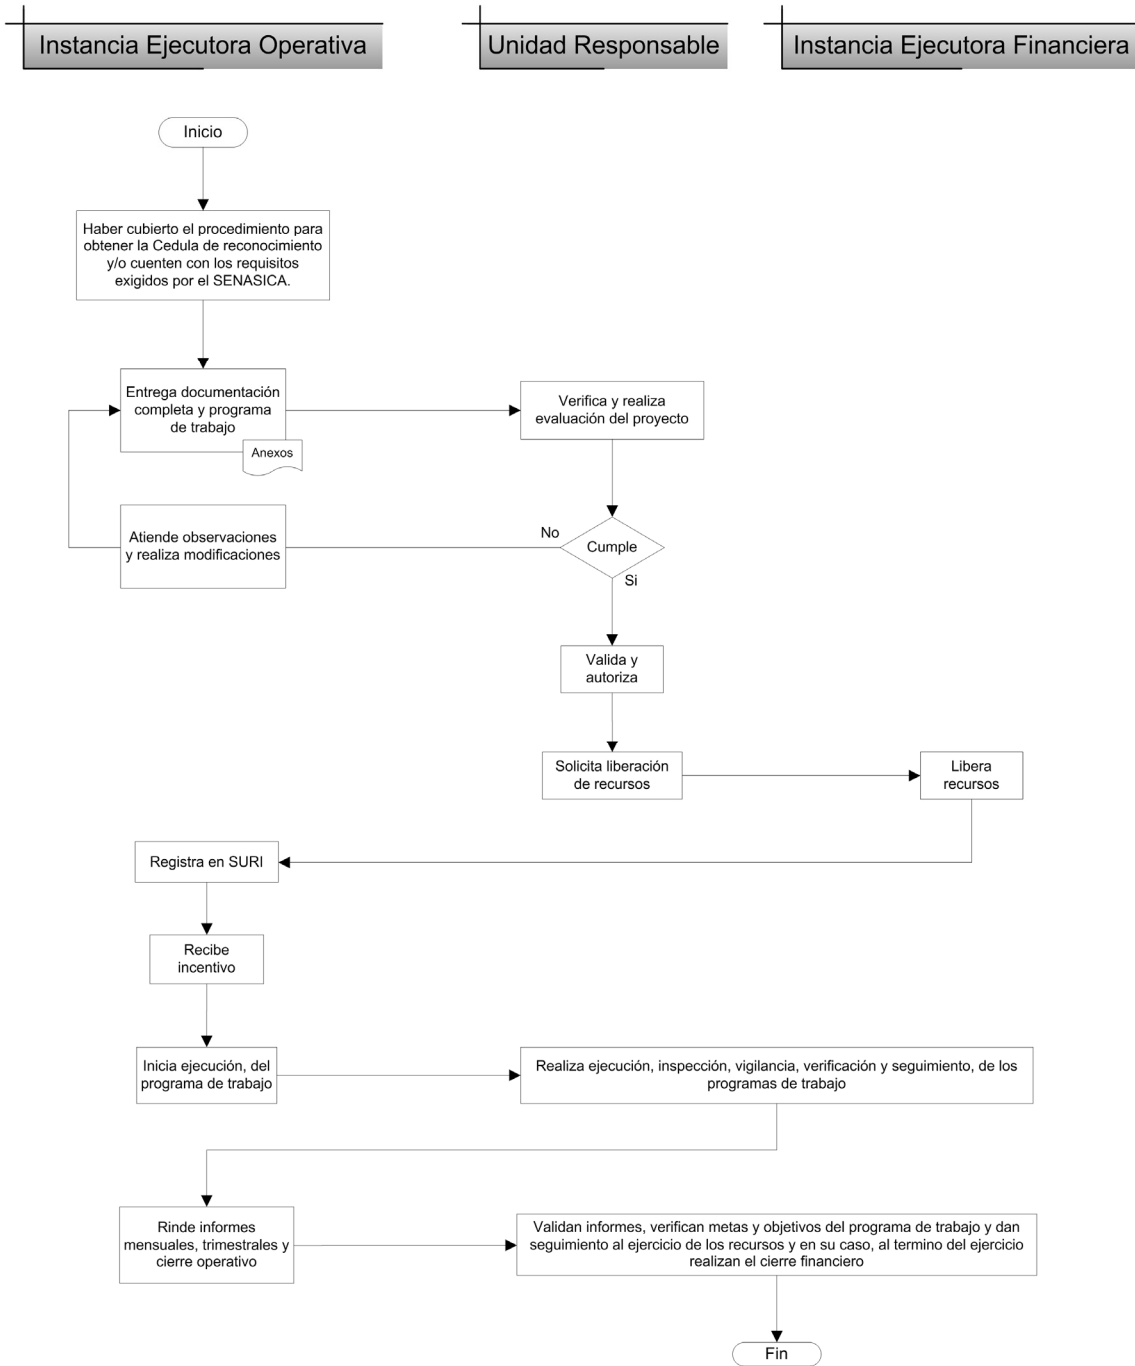 Instancia Ejecutora Operativa
Unidad Responsable
Instancia Ejecutora Financiera
Inicio
Haber cubierto el procedimiento para
obtener la Cedula de reconocimiento
y/o cuenten con los requisitos
exigidos por el SENASICA.
Entrega documentación
completa y programa
de trabajo
Anexos
Verifica y realiza
evaluación del proyecto
Atiende observaciones
y realiza modificaciones
No
Cumple
Si
Valida y
autoriza
Solicita liberación
de recursos
Libera
recursos
Registra en SURI
Recibe
incentivo
Inicia ejecución, del
programa de trabajo
Realiza ejecución, inspección, vigilancia, verificación y seguimiento, de los
programas de trabajo
Rinde informes
mensuales, trimestrales y
cierre operativo
Validan informes, verifican metas y objetivos del programa de trabajo y dan
seguimiento al ejercicio de los recursos y en su caso, al termino del ejercicio
realizan el cierre financiero
Fin